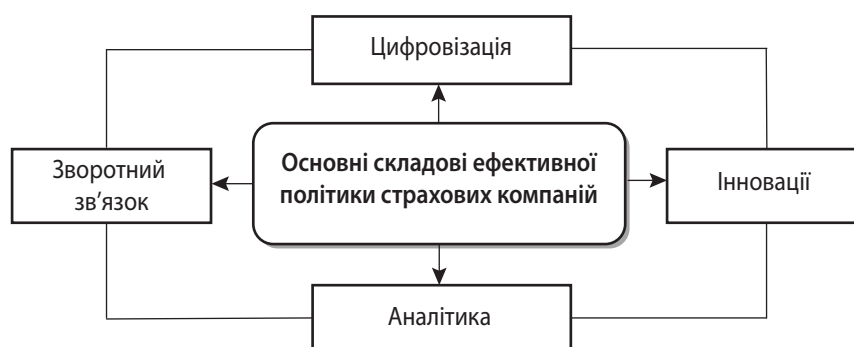 Цифровізація
Зворотний
зв’язок
Основні складові ефективної
політики страхових компаній
Інновації
Аналітика